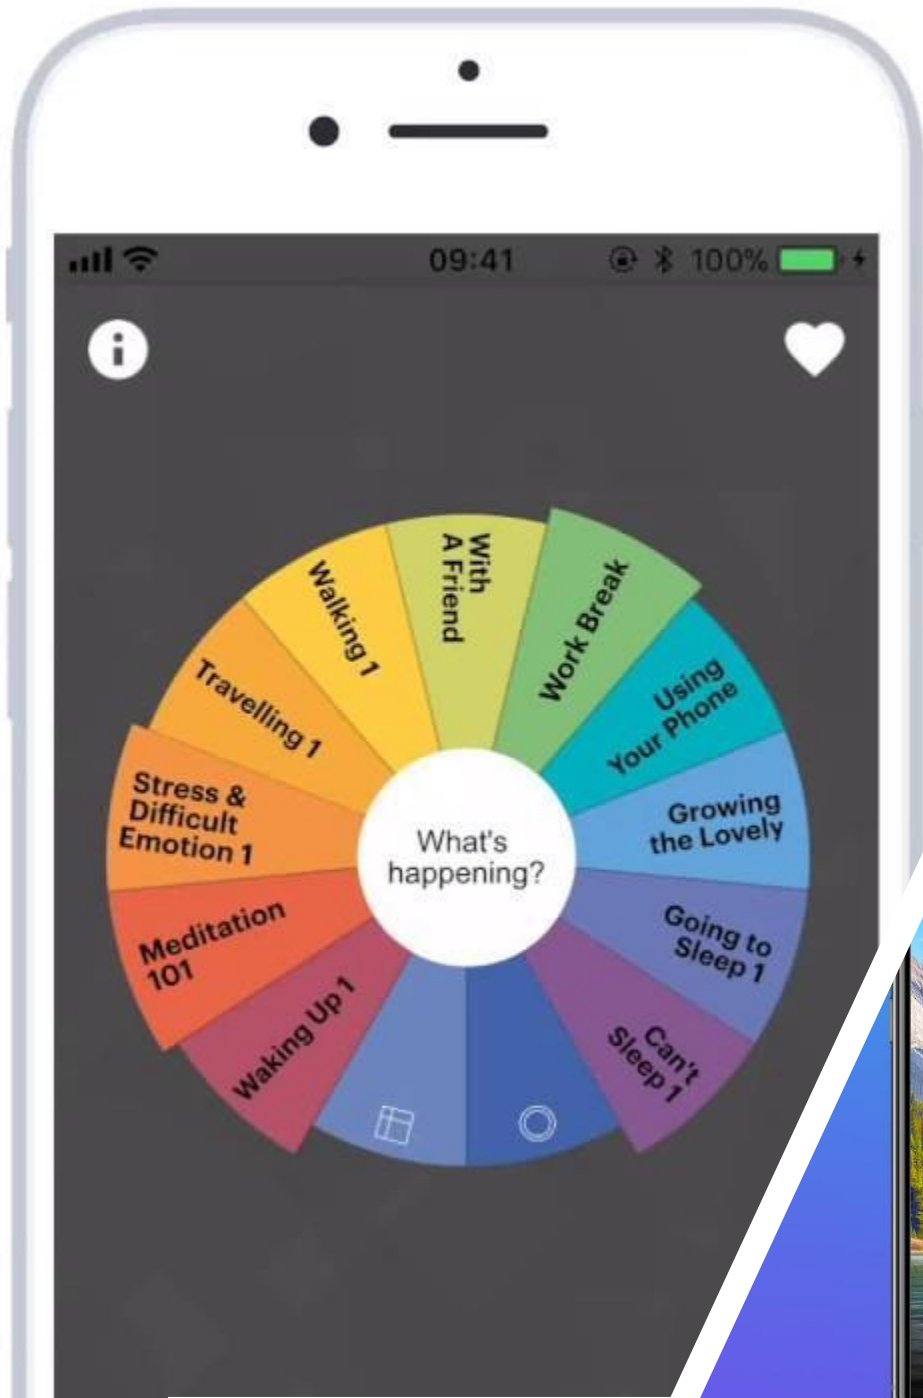 09:41
100%
With
A Friend
Work Break
Using
Your Phone
Growing
the Lovely
Going to
Sleep 1
Can't
Sleep 1
Waking Up 1
Meditation
101
Stress &
Difficult
Emotion 1
Travelling 1
Walking 1
What's
happening?